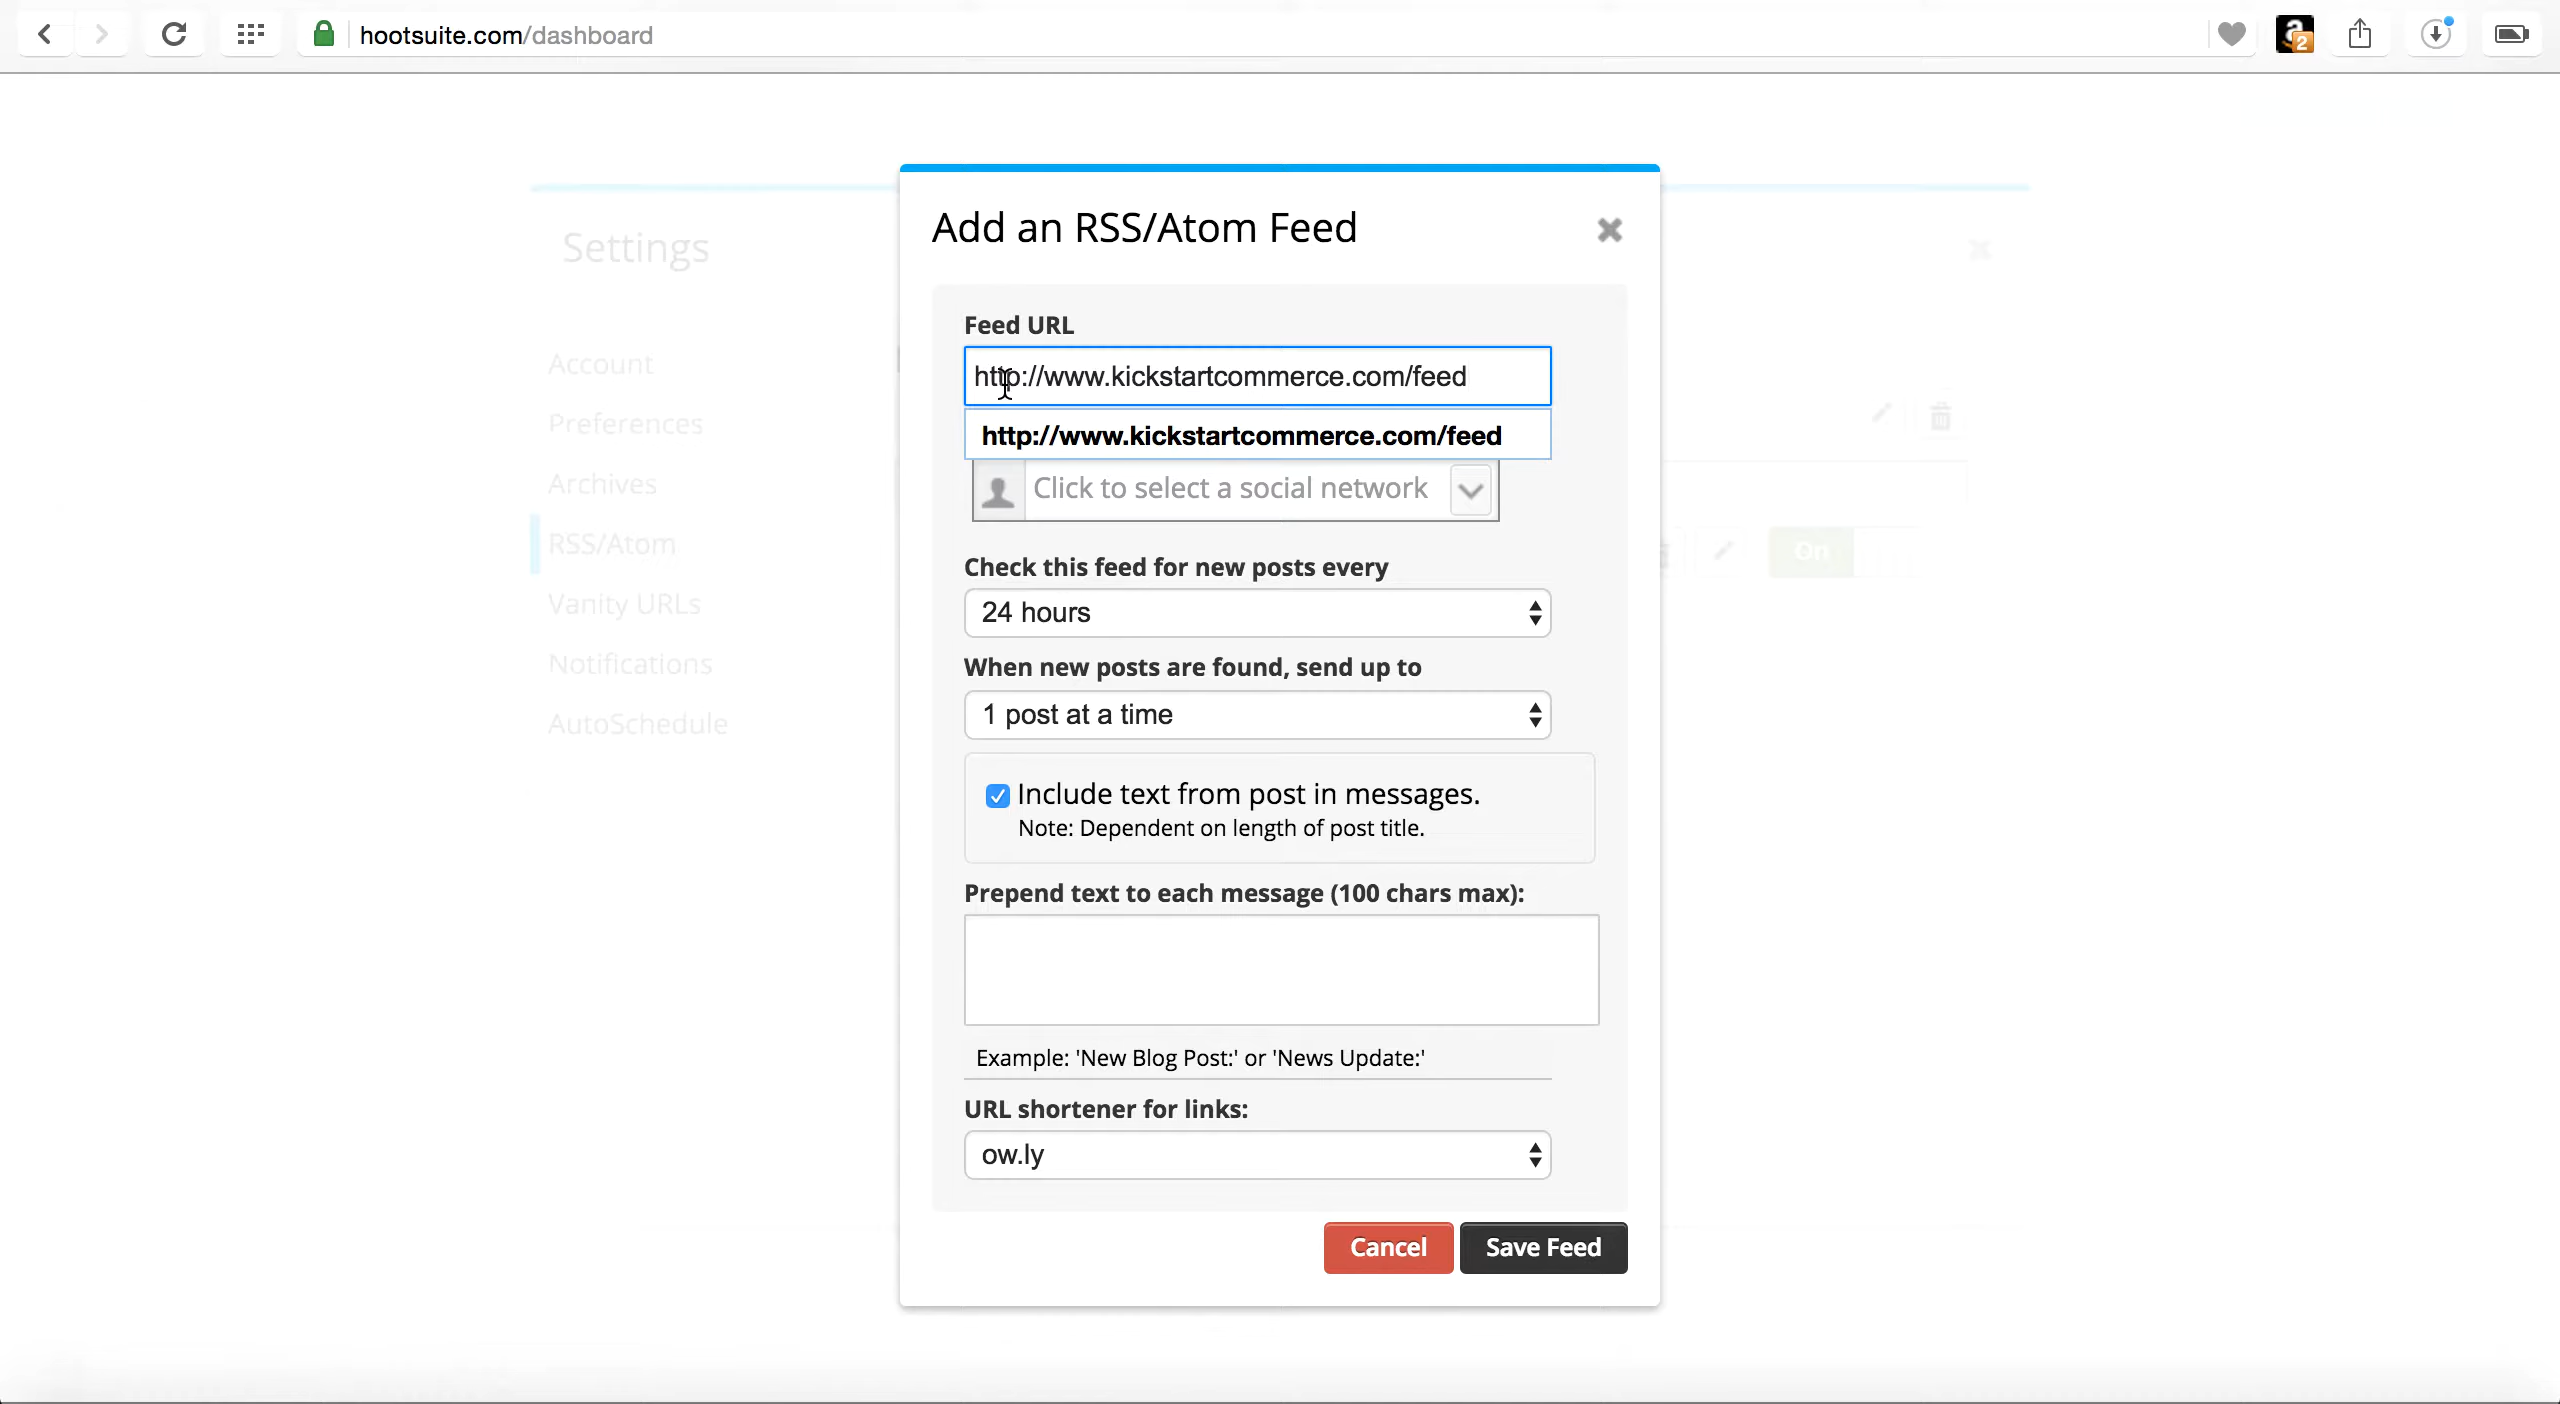 hootsuite.com/dashboard
2
Add an RSS/Atom Feed
Settings
Feed URL
http://www.kickstartcommerce.com/feed
http://www.kickstartcommerce.com/feed
Click to select a social network
Account
Preferences
Archives
RSS/Atom
Vanity URLs
Notifications
AutoSchedule
On
Check this feed for new posts every
24 hours
When new posts are found, send up to
1 post at a time
Include text from post in messages.
Note: Dependent on length of post title.
Prepend text to each message (100 chars max):
Example: 'New Blog Post:' or 'News Update:'
URL shortener for links:
ow.ly
Cancel
Save Feed